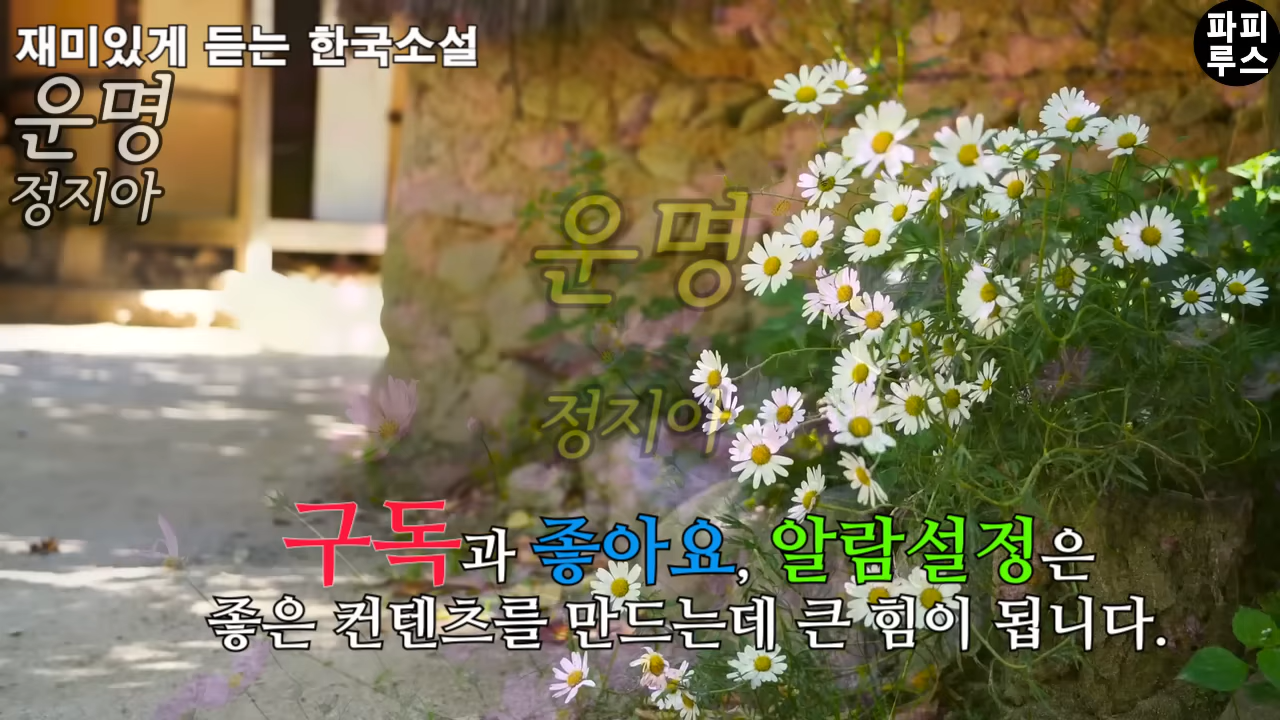 재미있게 듣는 한국소설
운명
정지아
파피
루스
운명
정지아
구독과 좋아요, 알람설정은
좋은 컨텐츠를 만드는데 큰 힘이 됩니다.